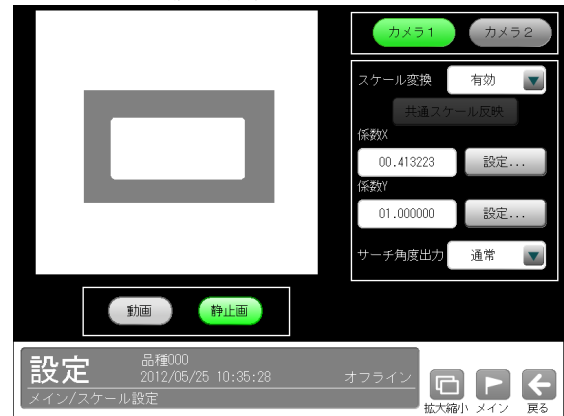 カメラ1 カメラ2
スケール変換 有効
共通スケール反映
係数X
00.413223 設定...
係数Y
01.000000 設定...
サーチ角度出力 通常
動画 静止画
設定
品種000
2012/05/25 10:35:28 オフライン
メイン/スケール設定
拡大縮小 メイン 戻る